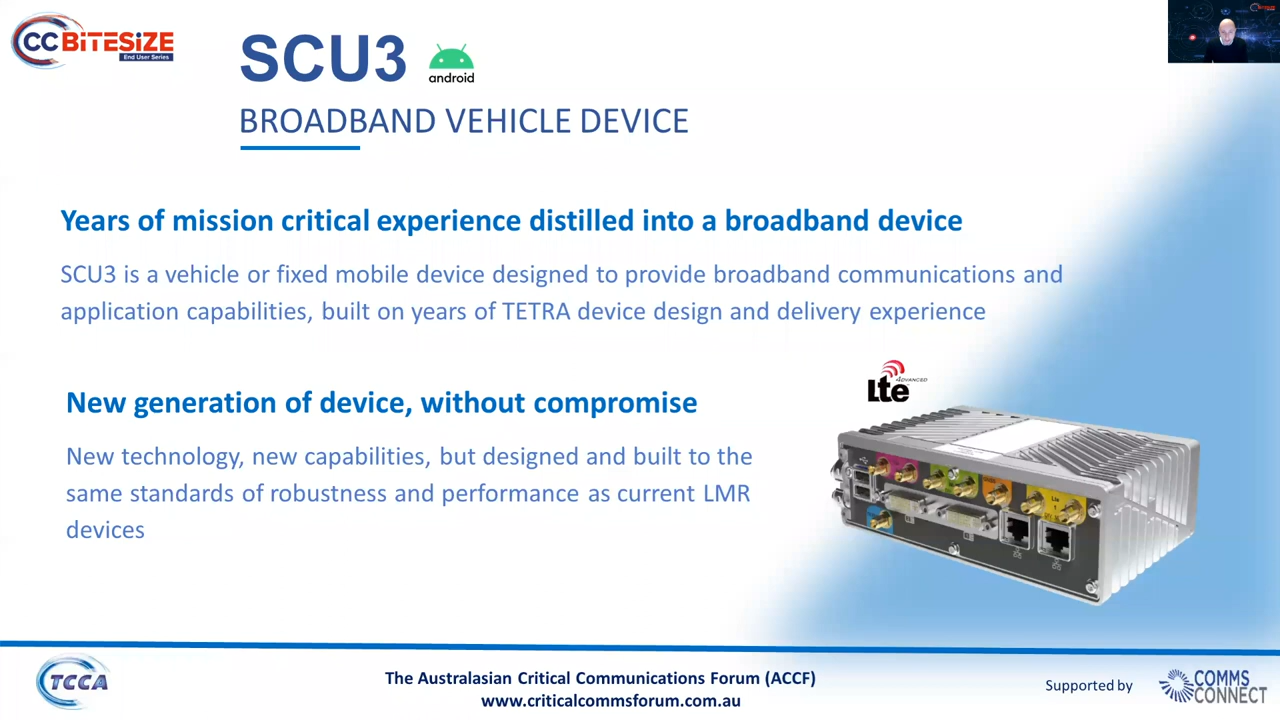 CCBiTESiZE
End User Series
SCU3
android
BROADBAND VEHICLE DEVICE
Years of mission critical experience distilled into a broadband device
SCU3 is a vehicle or fixed mobile device designed to provide broadband communications and
application capabilities, built on years of TETRA device design and delivery experience
New generation of device, without compromise
New technology, new capabilities, but designed and built to the
same standards of robustness and performance as current LMR
devices
4DVANCED
Lte
Lte
1
TCCA
The Australasian Critical Communications Forum (ACCF)
www.criticalcommsforum.com.au
Supported by
COMMS
CONNECT